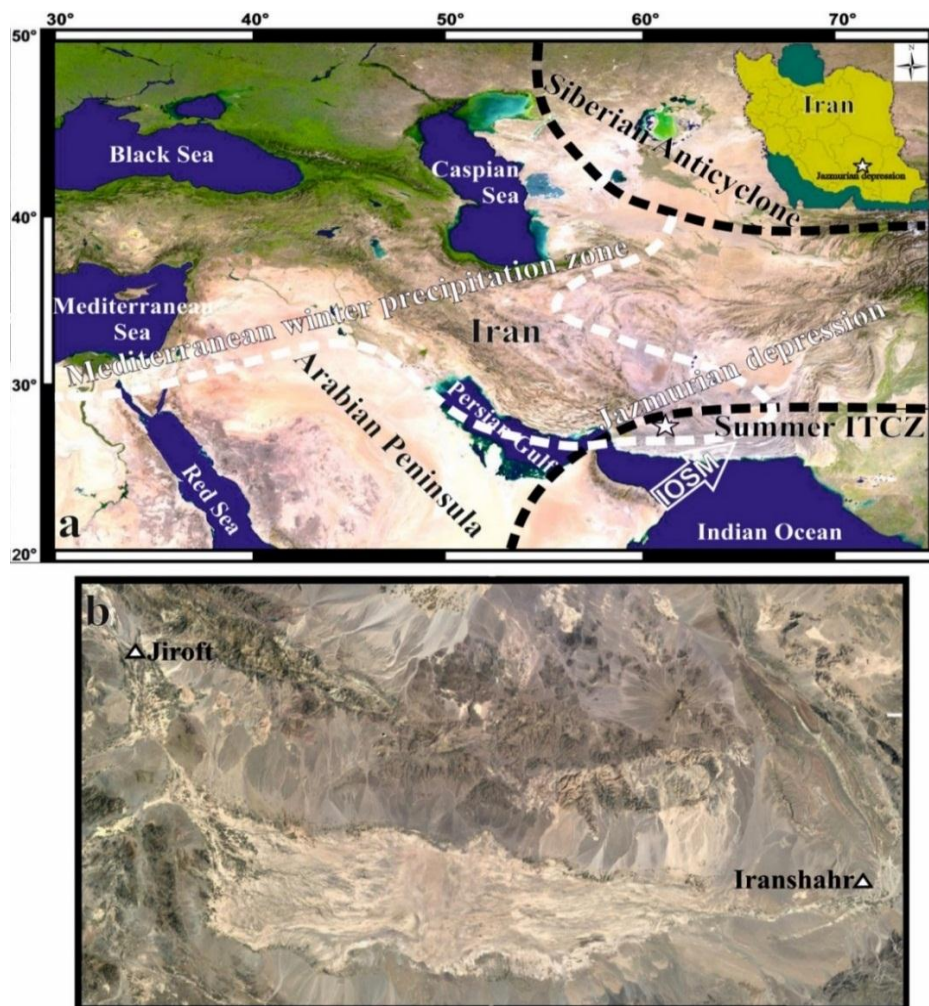 30° 40° 50° 60° 70°
50°
40°
30°
20°
N
Iran
Jazmurian depression
Siberian Anticyclone
Black Sea
Caspian
Sea
Mediterranean
Sea
Mediterranean winter precipitation zone
Iran
Jazmurian depression
Arabian Peninsula
Persian Gulf
Summer ITCZ
Red Sea
IOSM
Indian Ocean
a
b
Jiroft
Iranshahr